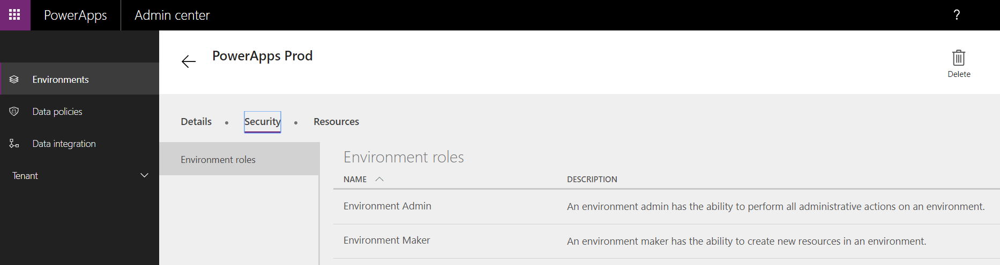 PowerApps Admin center ?
PowerApps Prod
Delete
Environments
Data policies
Data integration
Tenant
Details • Security • Resources
Environment roles
Environment roles
NAME DESCRIPTION
Environment Admin An environment admin has the ability to perform all administrative actions on an environment.
Environment Maker An environment maker has the ability to create new resources in an environment.